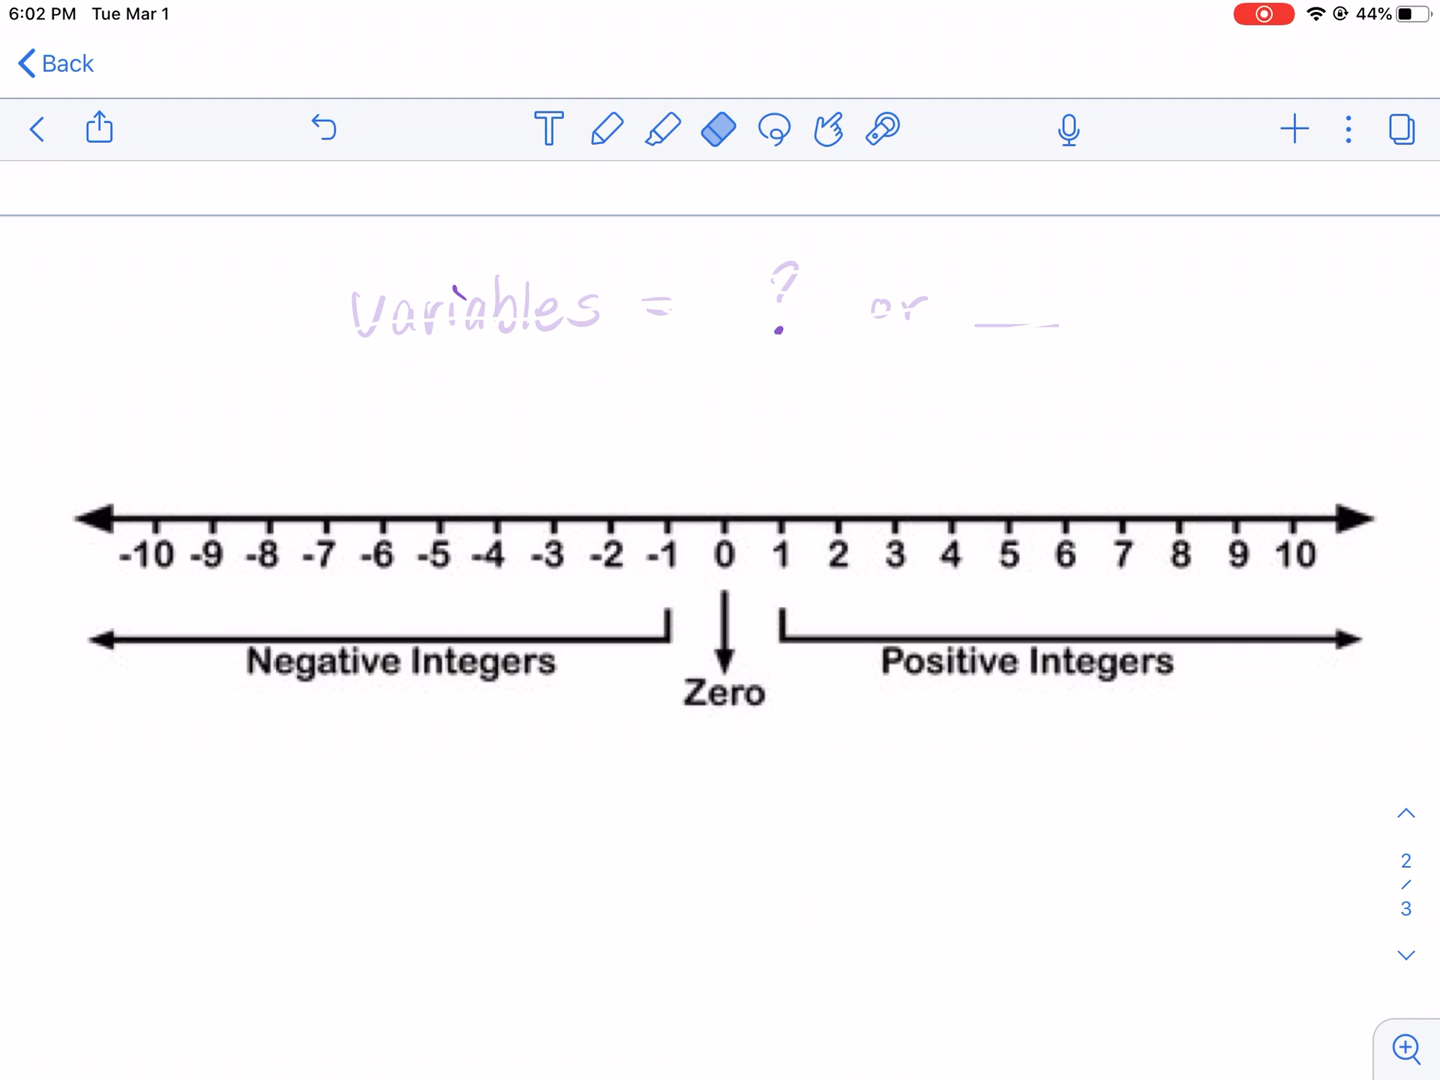 6:02 PM Tue Mar 1 44%
Back
Variables = ? or __
-10 -9 -8 -7 -6 -5 -4 -3 -2 -1 0 1 2 3 4 5 6 7 8 9 10
Negative Integers Positive Integers
Zero
2
/
3